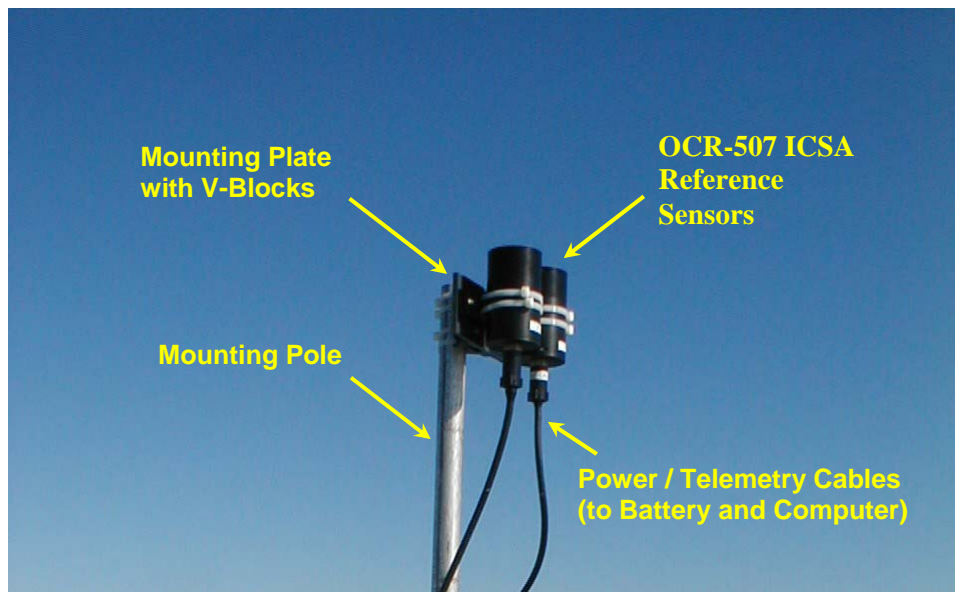 Mounting Plate
with V-Blocks
OCR-507 ICSA
Reference
Sensors
Mounting Pole
Power / Telemetry Cables
(to Battery and Computer)